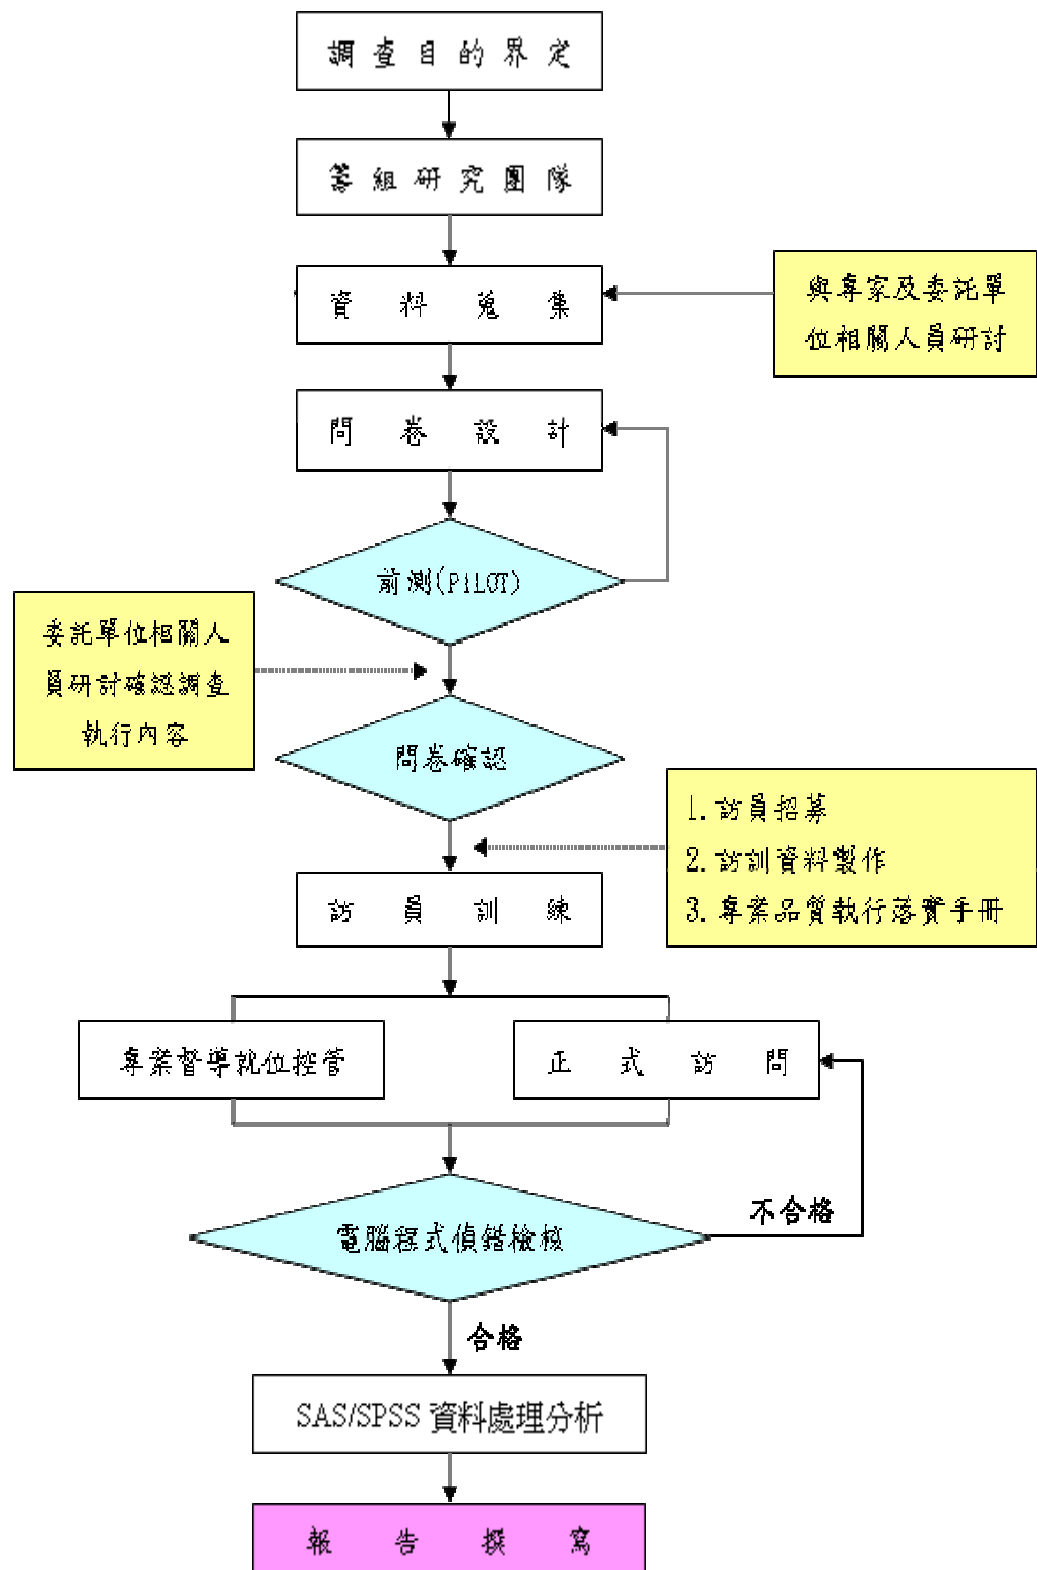 調查目的界定
籌組研究團隊
資料蒐集
與專家及委託單
位相關人員研討
問卷設計
前測(PILOT)
委託單位相關人
員研討確認調查
執行內容
問卷確認
1.訪員招募
2.訪訓資料製作
3.專業品質執行落實手冊
訪員訓練
專業督導就位控管
正式訪問
電腦程式偵錯檢核
不合格
合格
SAS/SPSS 資料處理分析
報告撰寫